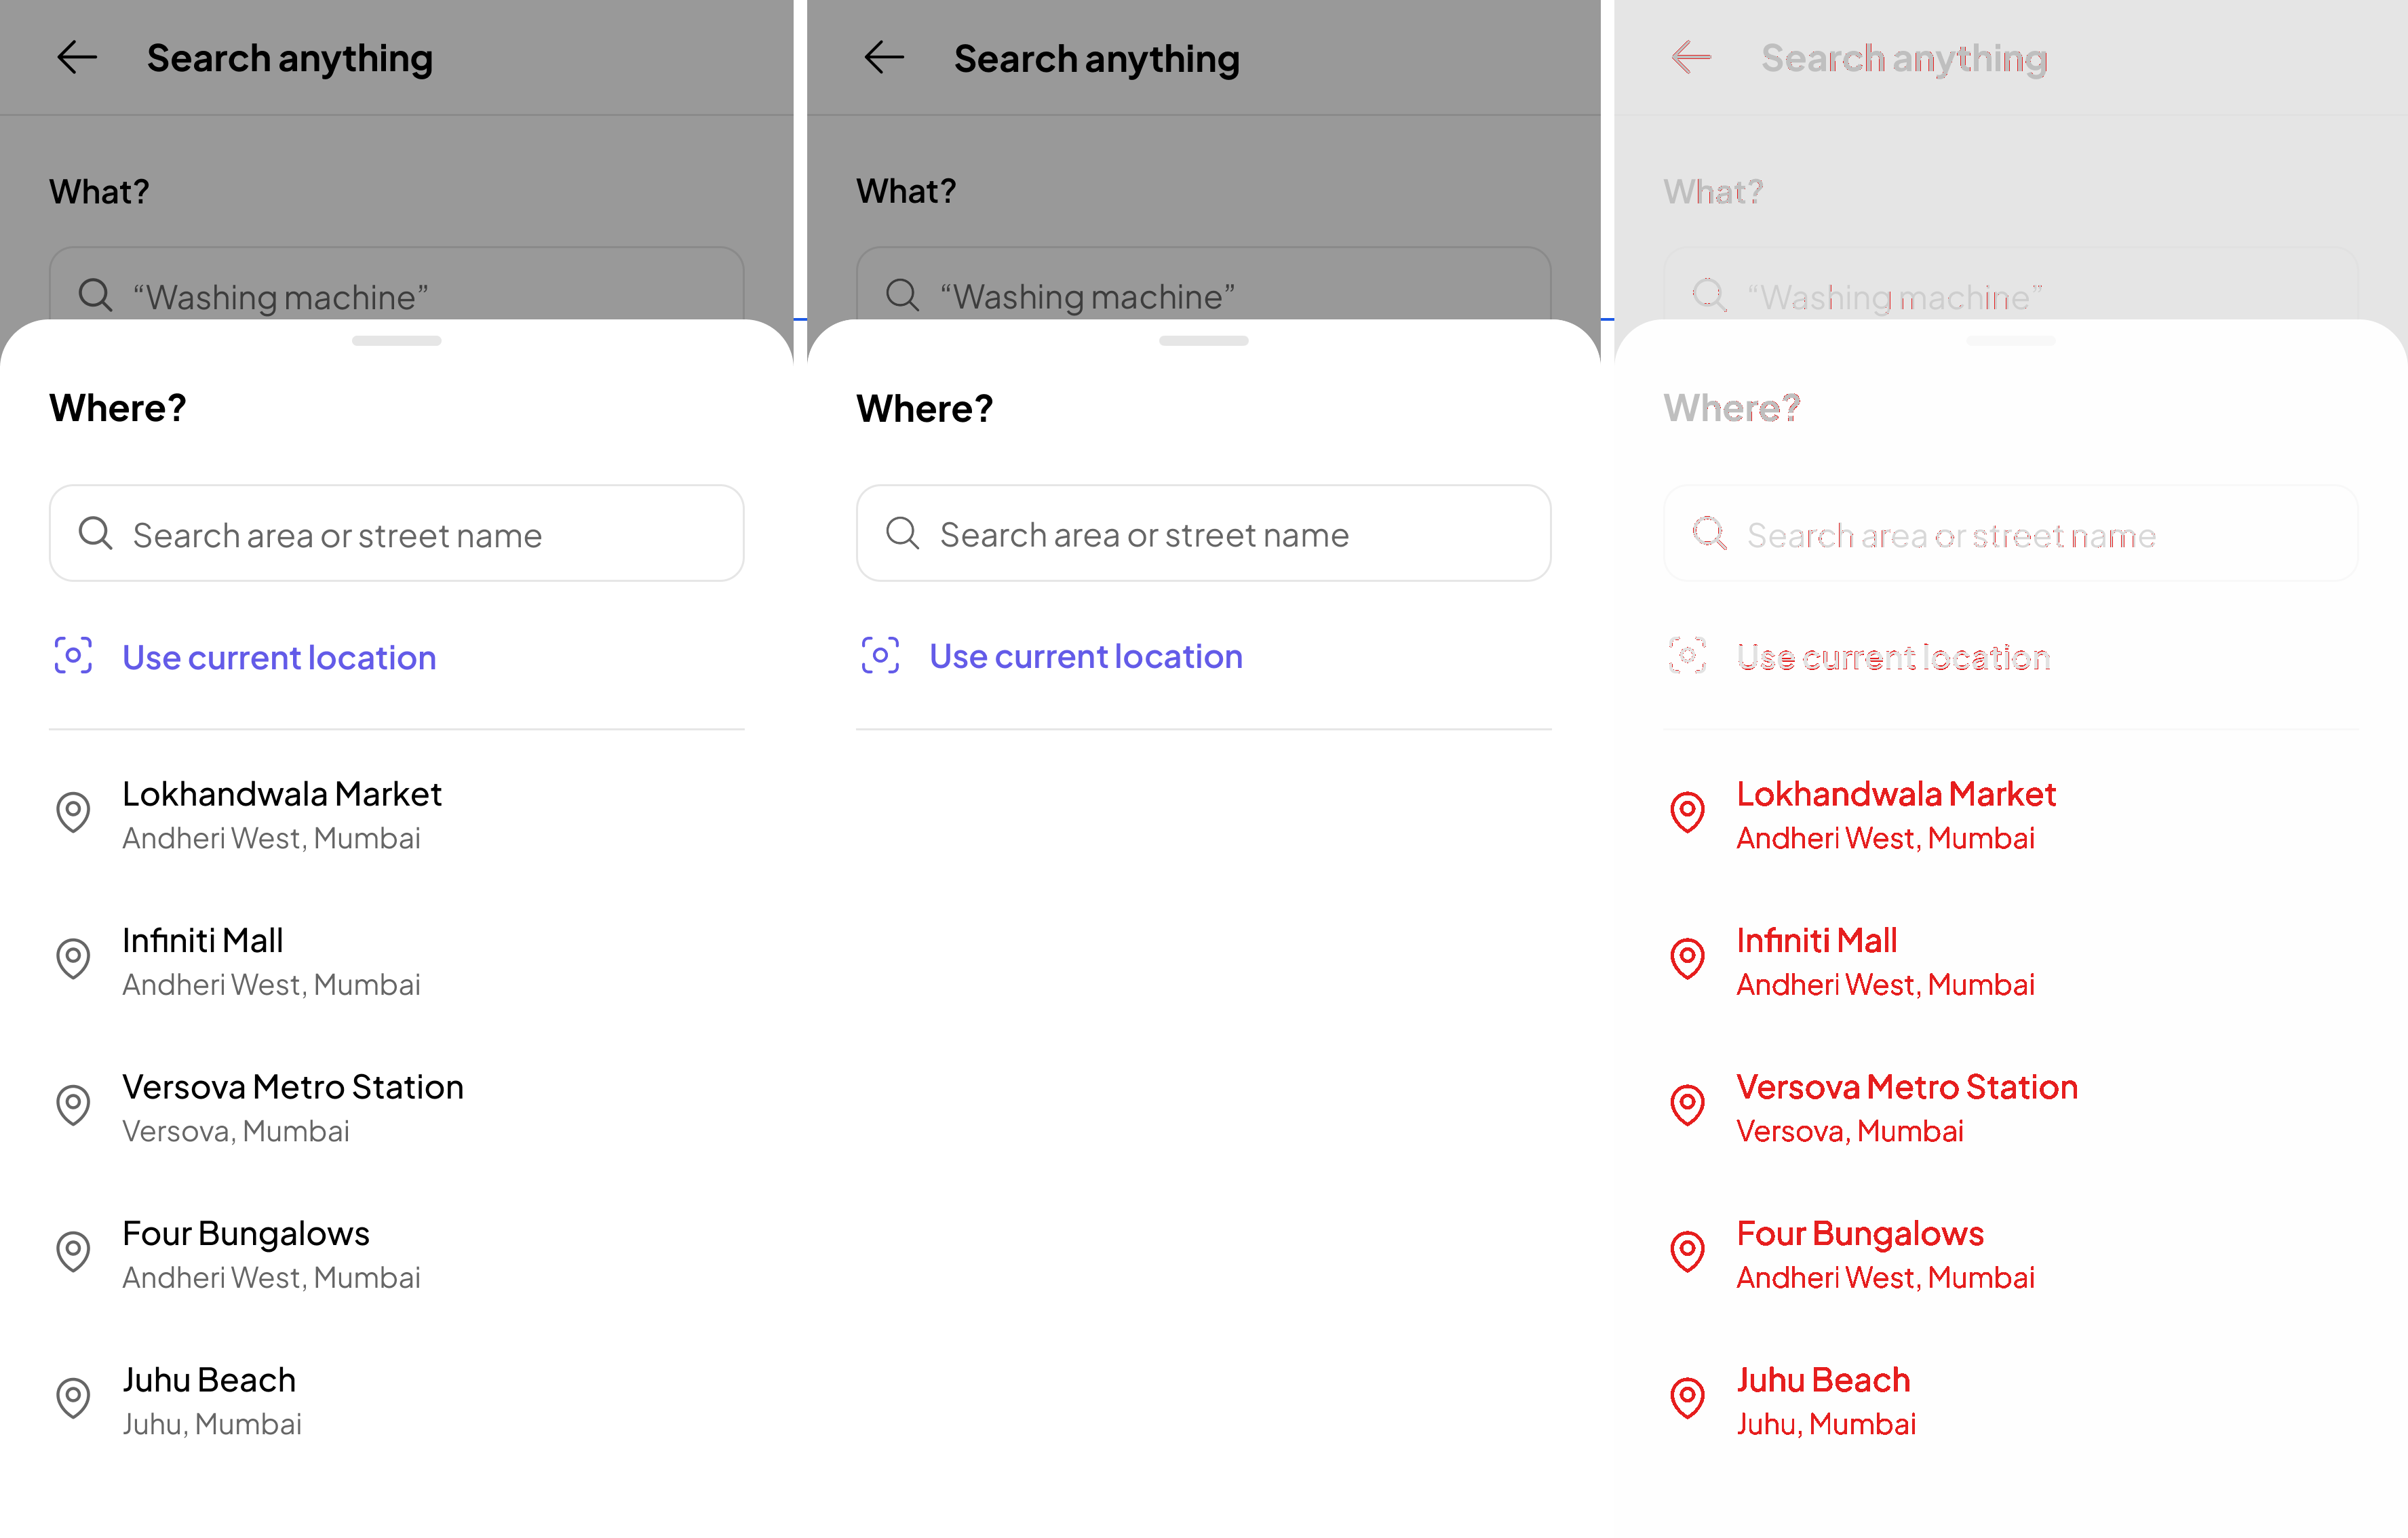 Search anything
What?
“Washing machine”
Where?
Search area or street name
Use current location
Lokhandwala Market
Andheri West, Mumbai
Infiniti Mall
Andheri West, Mumbai
Versova Metro Station
Versova, Mumbai
Four Bungalows
Andheri West, Mumbai
Juhu Beach
Juhu, Mumbai
Search anything
What?
“Washing machine”
Where?
Search area or street name
Use current location
Search anything
What?
“Washing machine”
Where?
Search area or street name
Use current location
Lokhandwala Market
Andheri West, Mumbai
Infiniti Mall
Andheri West, Mumbai
Versova Metro Station
Versova, Mumbai
Four Bungalows
Andheri West, Mumbai
Juhu Beach
Juhu, Mumbai